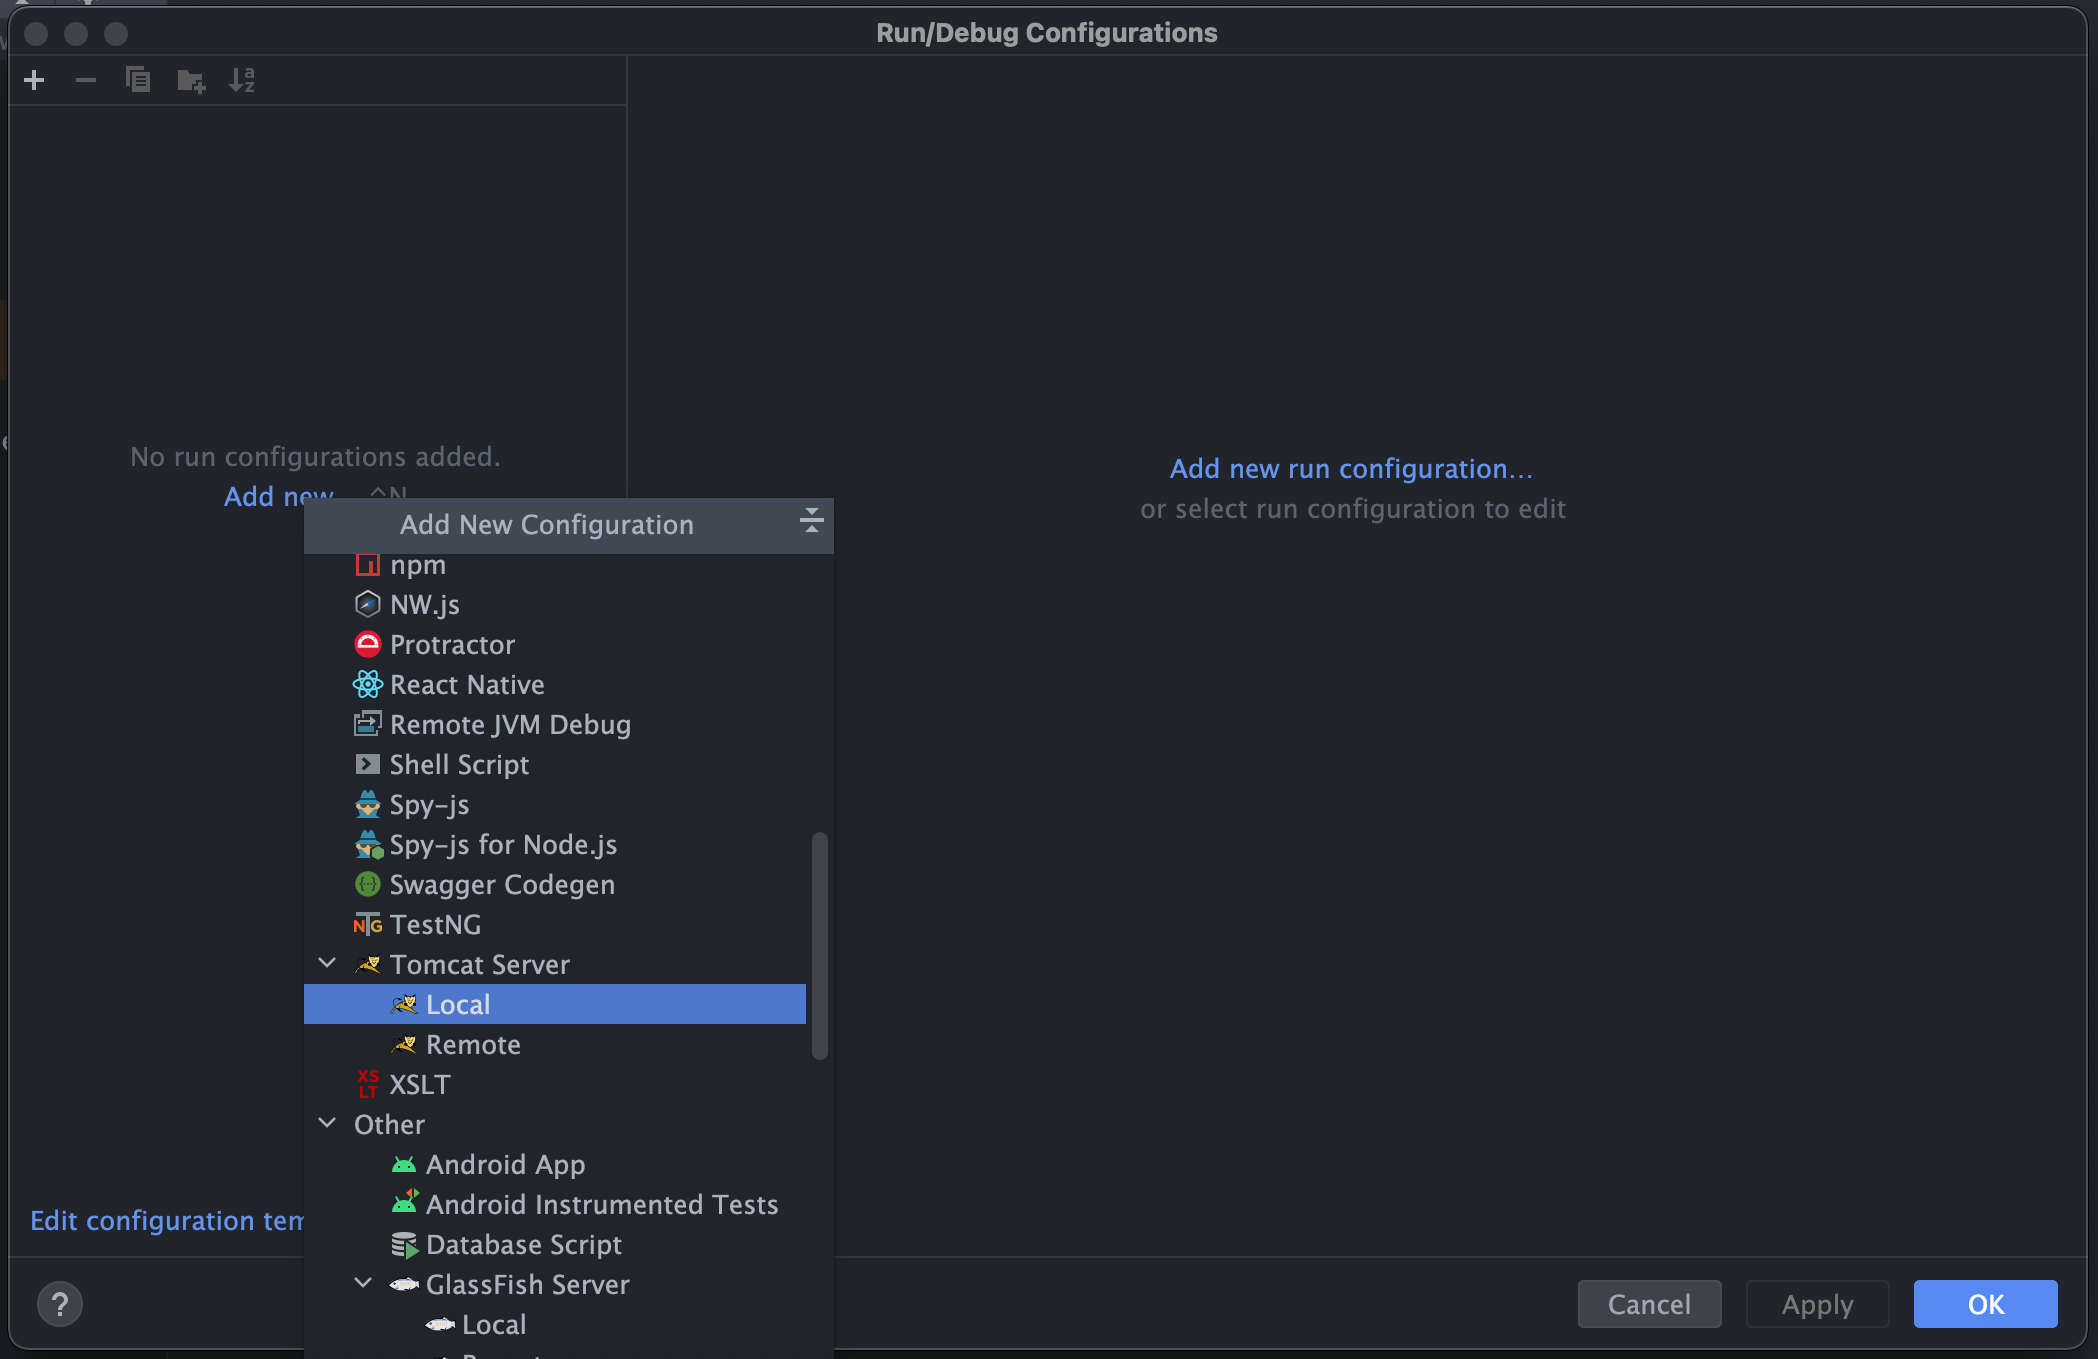 Run/Debug Configurations
No run configurations added.
Add new
^N
Add new run configuration...
or select run configuration to edit
Add New Configuration
npm
NW.js
Protractor
React Native
Remote JVM Debug
Shell Script
Spy-js
Spy-js for Node.js
Swagger Codegen
TestNG
Tomcat Server
Local
Remote
XSLT
Other
Android App
Android Instrumented Tests
Database Script
GlassFish Server
Local
Edit configuration tem
?
Cancel
Apply
OK